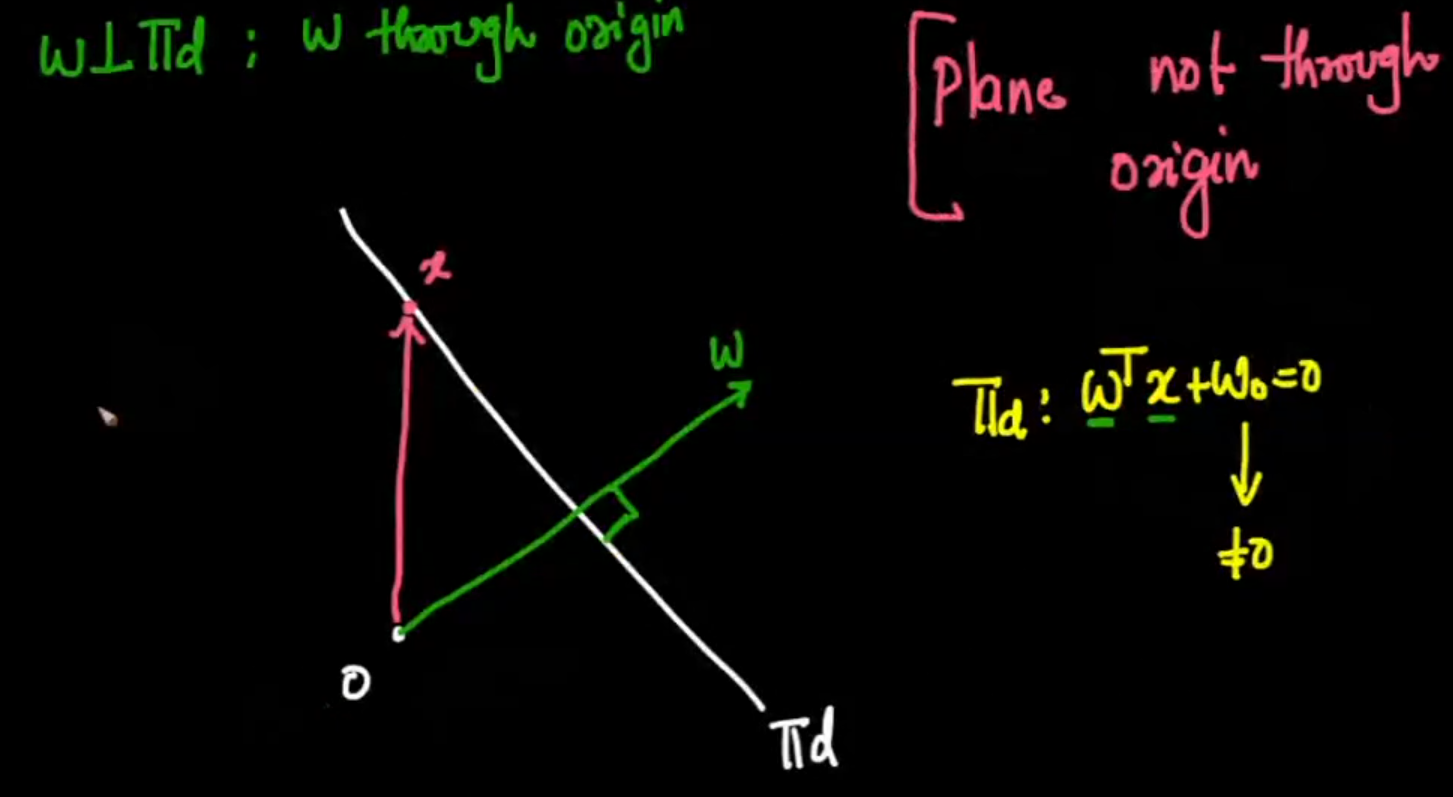 W⊥πd : W through origin
[Plane not through
origin
x
W
πd : wᵀx+w₀=0
≠0
O
πd